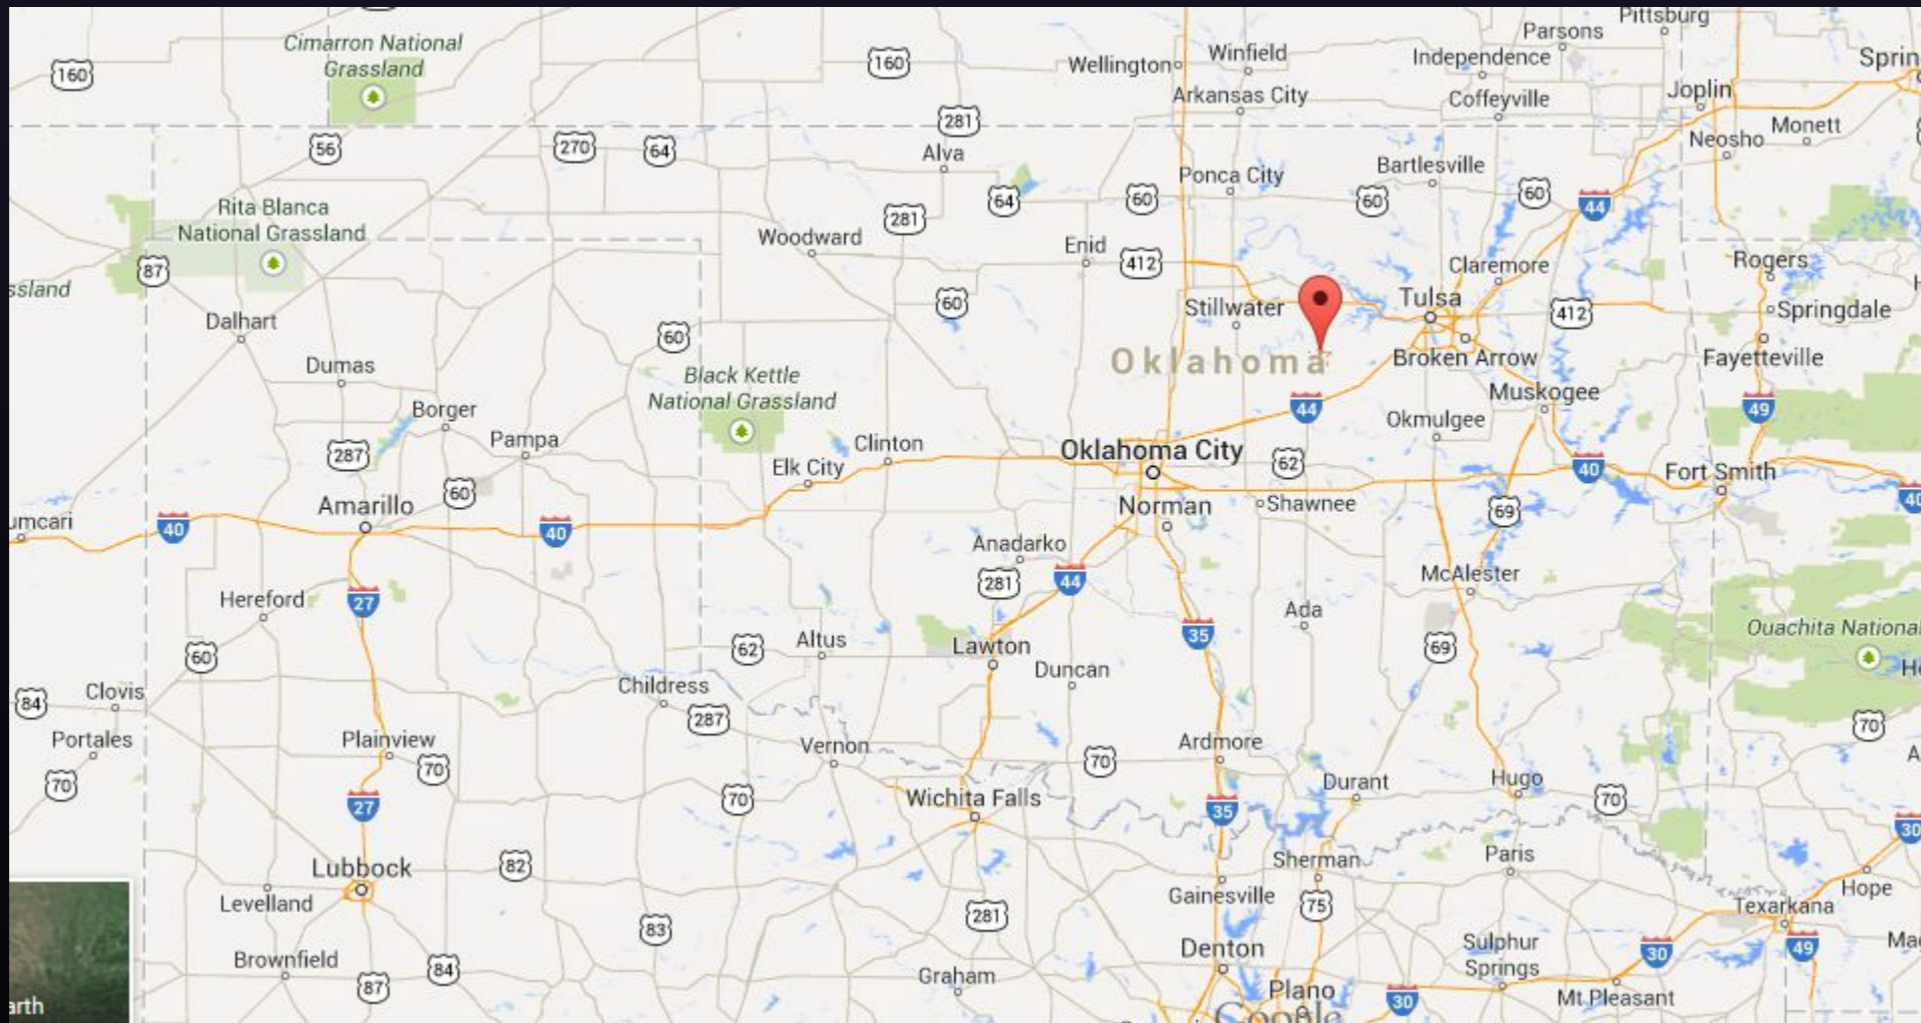 Pittsburg
Parsons
Cimarron National
Grassland
Winfield
Independence
Wellington
Sprin
160
160
Arkansas City
Coffeyville
Joplin
281
Monett
Neosho
56
270
64
Alva
Bartlesville
Ponca City
64
60
60
60
44
Rita Blanca
National Grassland
281
Woodward
Enid
412
Claremore
Rogers
87
ssland
60
Stillwater
Tulsa
412
Springdale
Dalhart
60
Oklahoma
Broken Arrow
Fayetteville
Dumas
Black Kettle
National Grassland
Muskogee
44
49
Borger
Okmulgee
Pampa
Clinton
287
Oklahoma City
62
40
Fort Smith
Elk City
60
Amarillo
Norman
Shawnee
69
40
umcari
40
40
Anadarko
281
44
McAlester
Hereford
27
Ada
35
Ouachita National
60
62
Altus
Lawton
69
Duncan
H
Childress
84
Clovis
287
70
Portales
Plainview
Vernon
Ardmore
70
70
70
A
Durant
Hugo
27
70
Wichita Falls
35
70
30
Lubbock
82
Sherman
Paris
Hope
Levelland
Gainesville
75
Texarkana
281
83
Denton
Sulphur
Springs
30
49
Ma
Brownfield
84
Graham
87
Plano
30
Mt Pleasant
Google
arth